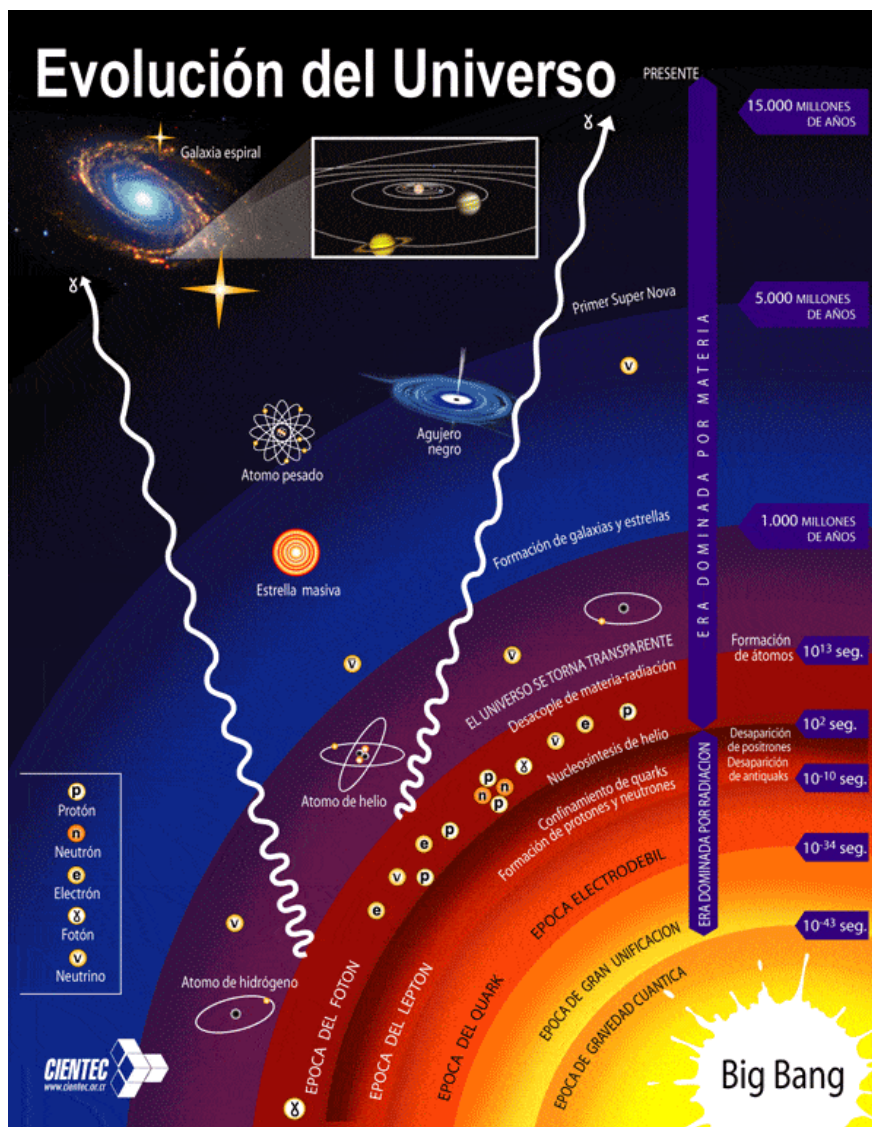 Evolución del Universo
PRESENTE
15.000 MILLONES
DE AÑOS
ɣ
Galaxia espiral
ɣ
Primer Super Nova
5.000 MILLONES
DE AÑOS
v
ERA DOMINADA POR MATERIA
Agujero
negro
Atomo pesado
Formación de galaxias y estrellas
1.000 MILLONES
DE AÑOS
Estrella masiva
v̄
v̄
EL UNIVERSO SE TORNA TRANSPARENTE
Desacople de materia-radiación
Formación
de átomos
10¹³ seg.
Atomo de helio
ɣ v̄ e p
p n
n p
Nucleosíntesis de helio
10² seg.
Desaparición
de positrones
Desaparición
de antiquaks
10⁻¹⁰ seg.
Confinamiento de quarks
Formación de protones y neutrones
ERA DOMINADA POR RADIACION
e p
v p
e
v
10⁻³⁴ seg.
10⁻⁴³ seg.
p
Protón
n
Neutrón
e
Electrón
ɣ
Fotón
v
Neutrino
Atomo de hidrógeno
ɣ
EPOCA DEL FOTON
EPOCA DEL LEPTON
EPOCA DEL QUARK
EPOCA ELECTRODEBIL
EPOCA DE GRAN UNIFICACION
EPOCA DE GRAVEDAD CUANTICA
Big Bang
CIENTEC
www.cientec.or.cr